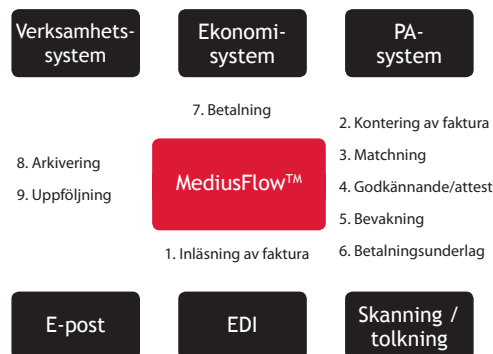 Verksamhets-
system
Ekonomi-
system
PA-
system
7. Betalning
2. Kontering av faktura
3. Matchning
4. Godkännande/attest
5. Bevakning
6. Betalningsunderlag
8. Arkivering
9. Uppföljning
MediusFlow™
1. Inläsning av faktura
E-post
EDI
Skanning /
tolkning